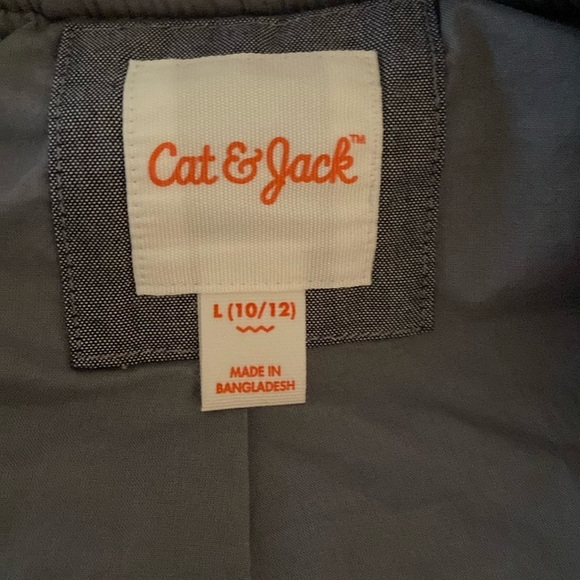 Cat & Jack™
L (10/12)
MADE IN
BANGLADESH